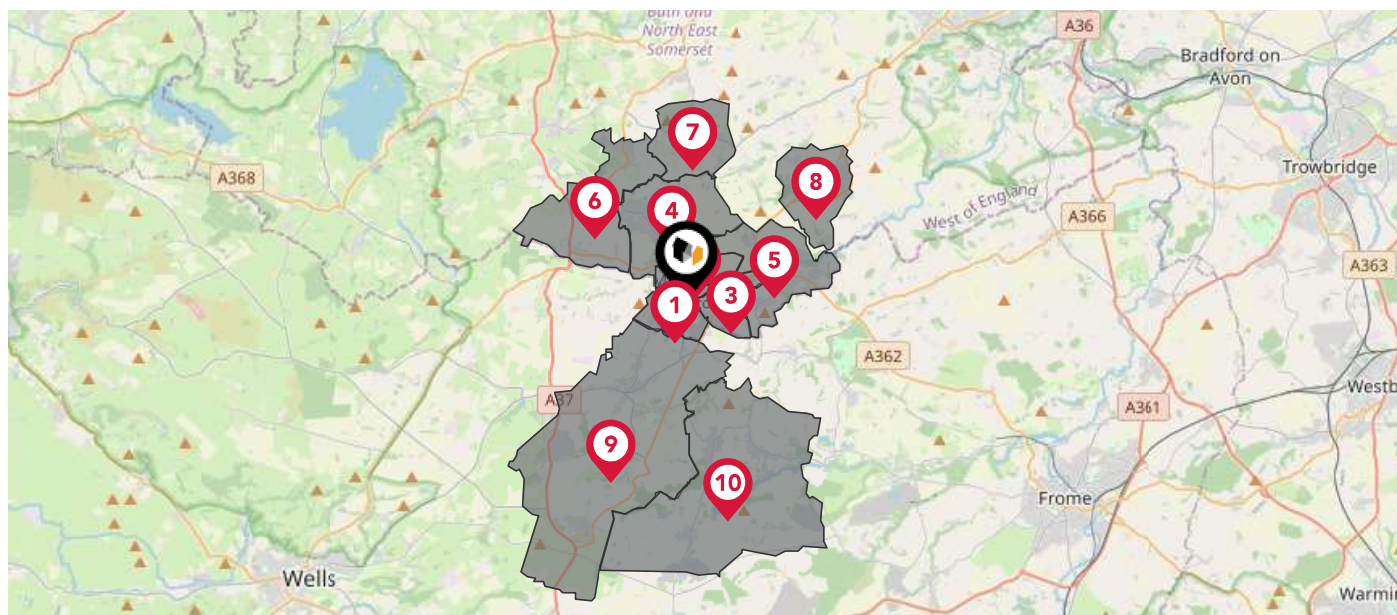 Bath and
North East
Somerset
A36
Bradford on
Avon
7
Trowbridge
A368
8
6
4
West of England
A366
5
A363
1
3
A362
Westb
A37
A361
9
10
Frome
Wells
Warmi